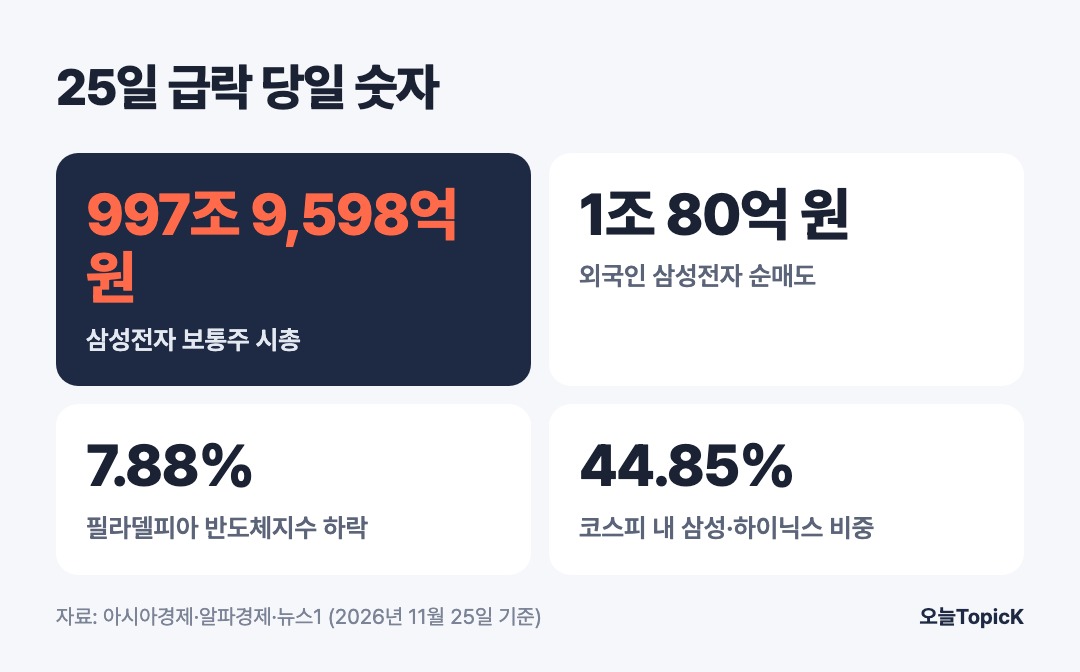 25일 급락 당일 숫자
997조 9,598억
원
삼성전자 보통주 시총
1조 80억 원
외국인 삼성전자 순매도
7.88%
필라델피아 반도체지수 하락
44.85%
코스피 내 삼성·하이닉스 비중
자료: 아시아경제·알파경제·뉴스1 (2026년 11월 25일 기준)
오늘TopicK